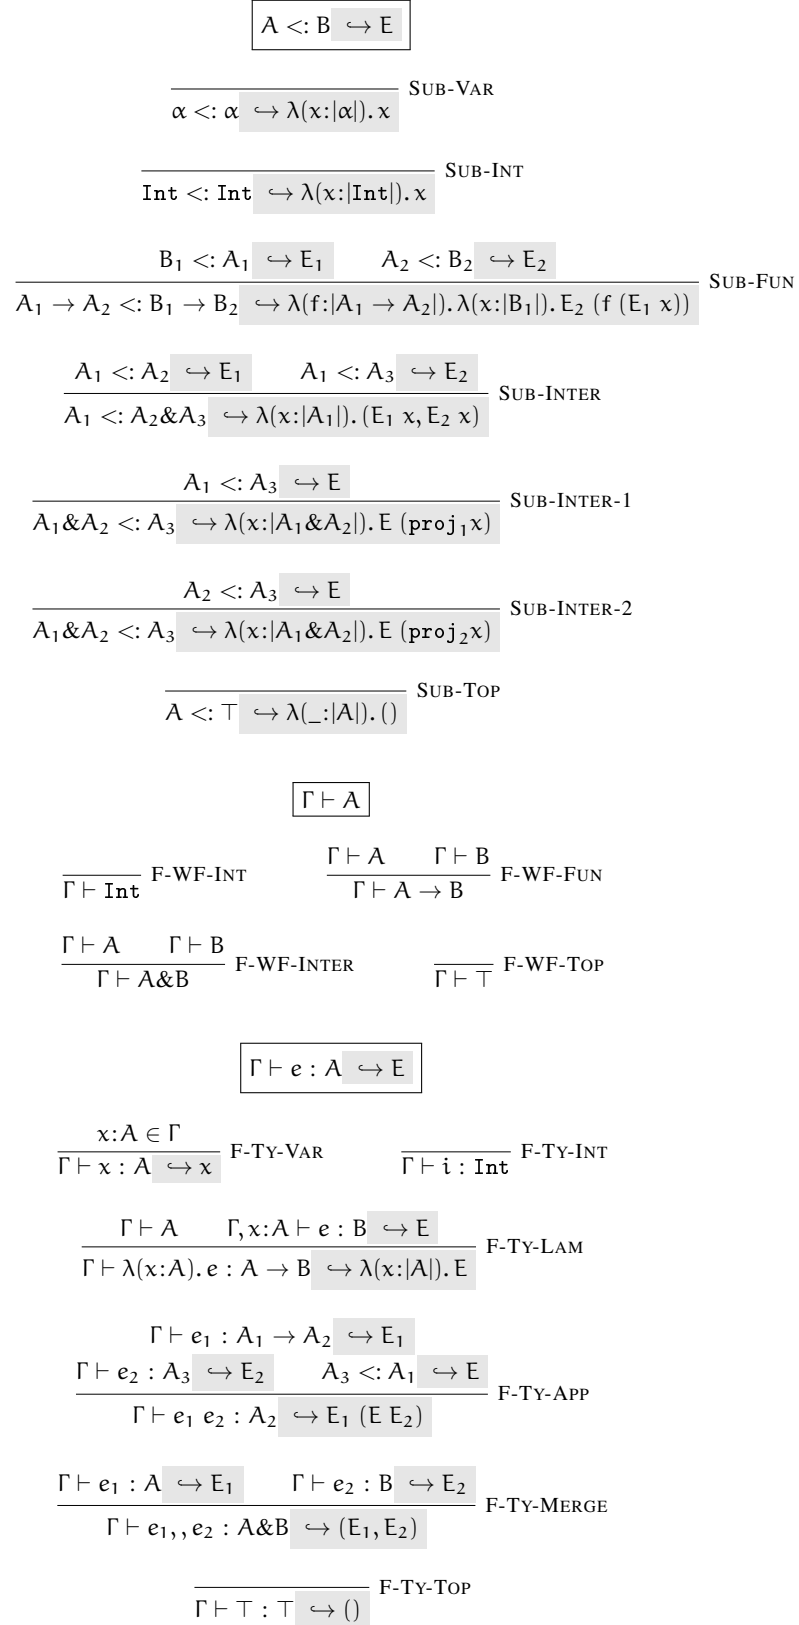 A <: B ↪ E
α <: α ↪ λ(x:|α|). x SUB-VAR
Int <: Int ↪ λ(x:|Int|). x SUB-INT
B₁ <: A₁ ↪ E₁ A₂ <: B₂ ↪ E₂
A₁ → A₂ <: B₁ → B₂ ↪ λ(f:|A₁ → A₂|). λ(x:|B₁|). E₂ (f (E₁ x)) SUB-FUN
A₁ <: A₂ ↪ E₁ A₁ <: A₃ ↪ E₂
A₁ <: A₂&A₃ ↪ λ(x:|A₁|). (E₁ x, E₂ x) SUB-INTER
A₁ <: A₃ ↪ E
A₁&A₂ <: A₃ ↪ λ(x:|A₁&A₂|). E (proj₁x) SUB-INTER-1
A₂ <: A₃ ↪ E
A₁&A₂ <: A₃ ↪ λ(x:|A₁&A₂|). E (proj₂x) SUB-INTER-2
A <: ⊤ ↪ λ(_:|A|). () SUB-TOP
Γ ⊢ A
Γ ⊢ Int F-WF-INT
Γ ⊢ A Γ ⊢ B
Γ ⊢ A → B F-WF-FUN
Γ ⊢ A Γ ⊢ B
Γ ⊢ A&B F-WF-INTER
Γ ⊢ ⊤ F-WF-TOP
Γ ⊢ e : A ↪ E
x:A ∈ Γ
Γ ⊢ x : A ↪ x F-TY-VAR
Γ ⊢ i : Int F-TY-INT
Γ ⊢ A Γ, x:A ⊢ e : B ↪ E
Γ ⊢ λ(x:A). e : A → B ↪ λ(x:|A|). E F-TY-LAM
Γ ⊢ e₁ : A₁ → A₂ ↪ E₁
Γ ⊢ e₂ : A₃ ↪ E₂ A₃ <: A₁ ↪ E
Γ ⊢ e₁ e₂ : A₂ ↪ E₁ (E E₂) F-TY-APP
Γ ⊢ e₁ : A ↪ E₁ Γ ⊢ e₂ : B ↪ E₂
Γ ⊢ e₁,,e₂ : A&B ↪ (E₁, E₂) F-TY-MERGE
Γ ⊢ ⊤ : ⊤ ↪ () F-TY-TOP